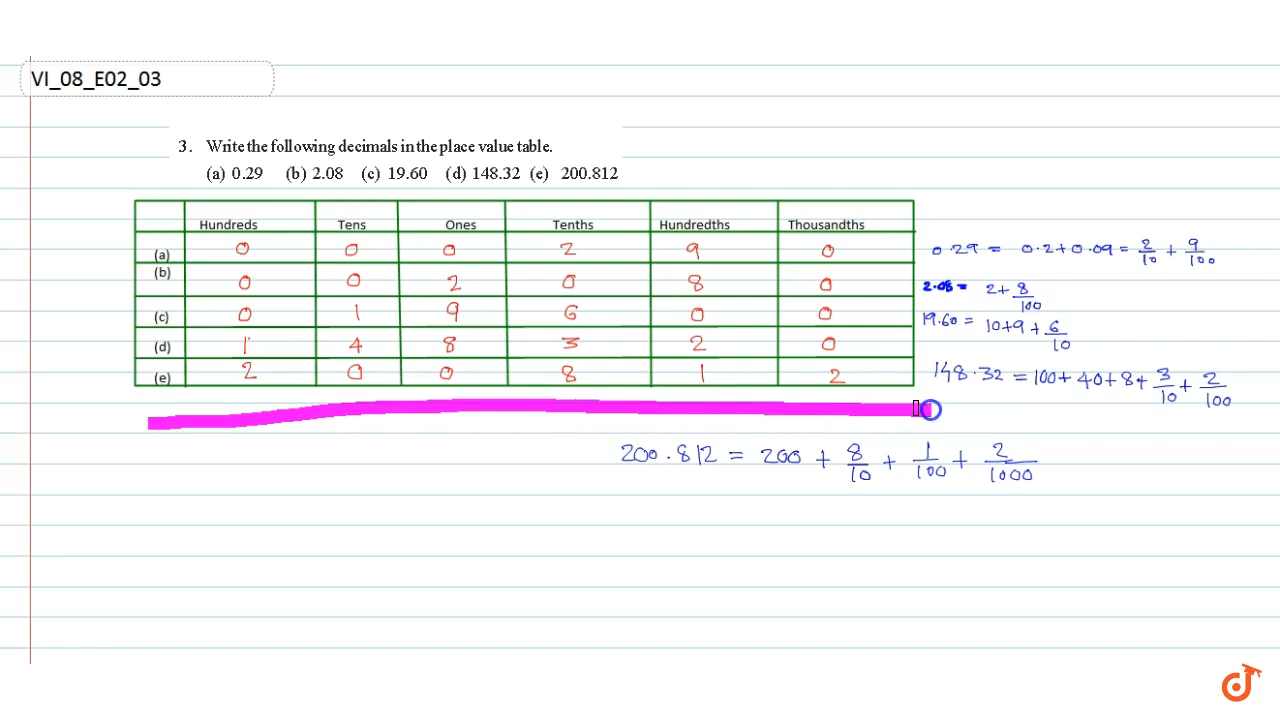 VI_08_E02_03
3. Write the following decimals in the place value table.
(a) 0.29 (b) 2.08 (c) 19.60 (d) 148.32 (e) 200.812
Hundreds Tens Ones Tenths Hundredths Thousandths
(a) 0 0 0 2 9 0
0.29 = 0.2+0.09 = 2/10 + 9/100
(b) 0 0 2 0 8 0
2.08 = 2+ 8/100
(c) 0 1 9 6 0 0
19.60 = 10+9+ 6/10
(d) 1 4 8 3 2 0
148.32 = 100+40+8+ 3/10 + 2/100
(e) 2 0 0 8 1 2
200.812 = 200 + 8/10 + 1/100 + 2/1000